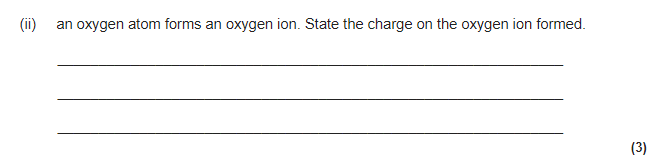 (ii) an oxygen atom forms an oxygen ion. State the charge on the oxygen ion formed.
(3)